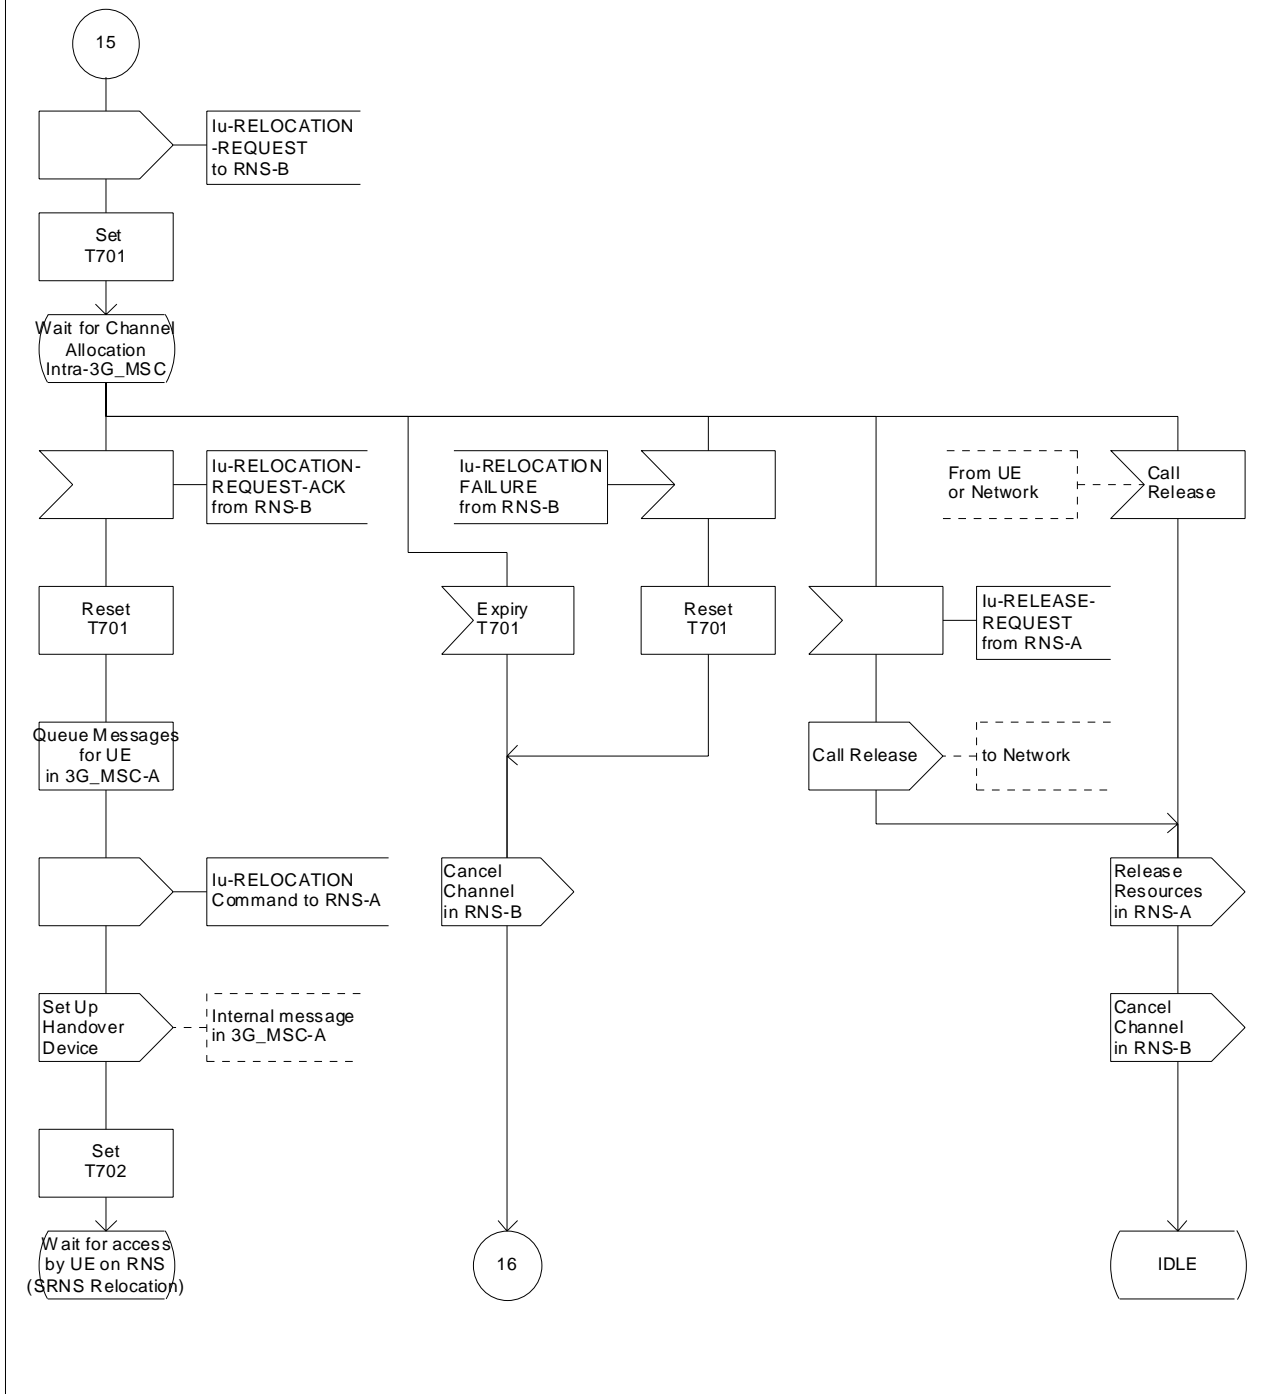 15
Iu-RELOCATION
-REQUEST
to RNS-B
Set
T701
Wait for Channel
Allocation
Intra-3G_MSC
Iu-RELOCATION-
REQUEST-ACK
from RNS-B
Iu-RELOCATION
FAILURE
from RNS-B
From UE
or Network
Call
Release
Reset
T701
Expiry
T701
Reset
T701
Iu-RELEASE-
REQUEST
from RNS-A
Queue Messages
for UE
in 3G_MSC-A
Call Release
to Network
Iu-RELOCATION
Command to RNS-A
Cancel
Channel
in RNS-B
Release
Resources
in RNS-A
Set Up
Handover
Device
Internal message
in 3G_MSC-A
Cancel
Channel
in RNS-B
Set
T702
Wait for access
by UE on RNS
(SRNS Relocation)
16
IDLE